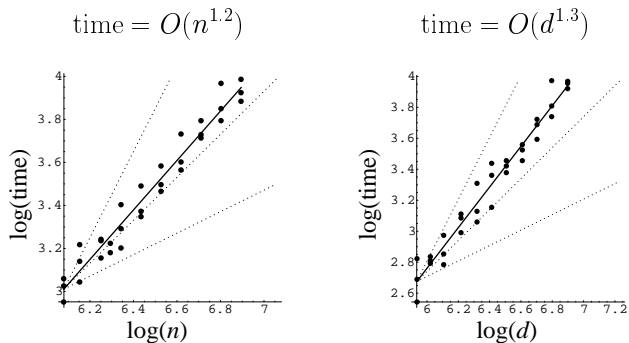 time = O(n^1.2)
time = O(d^1.3)
4
3.8
3.6
3.4
3.2
3
log(time)
6.2 6.4 6.6 6.8 7
log(n)
4
3.8
3.6
3.4
3.2
3
2.8
2.6
log(time)
6 6.2 6.4 6.6 6.8 7 7.2
log(d)